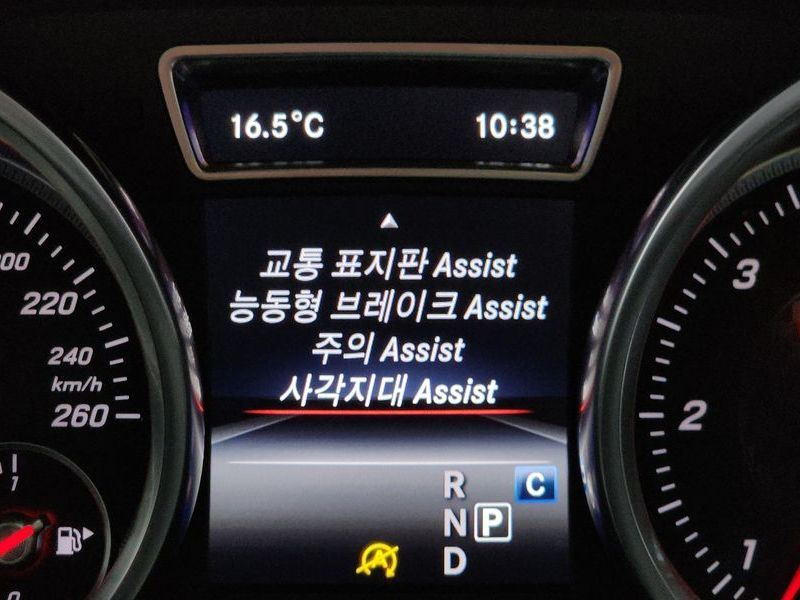 16.5°C 10:38
교통 표지판 Assist
능동형 브레이크 Assist
주의 Assist
사각지대 Assist
220
240
km/h
260
3
2
1
R C
N P
D
A